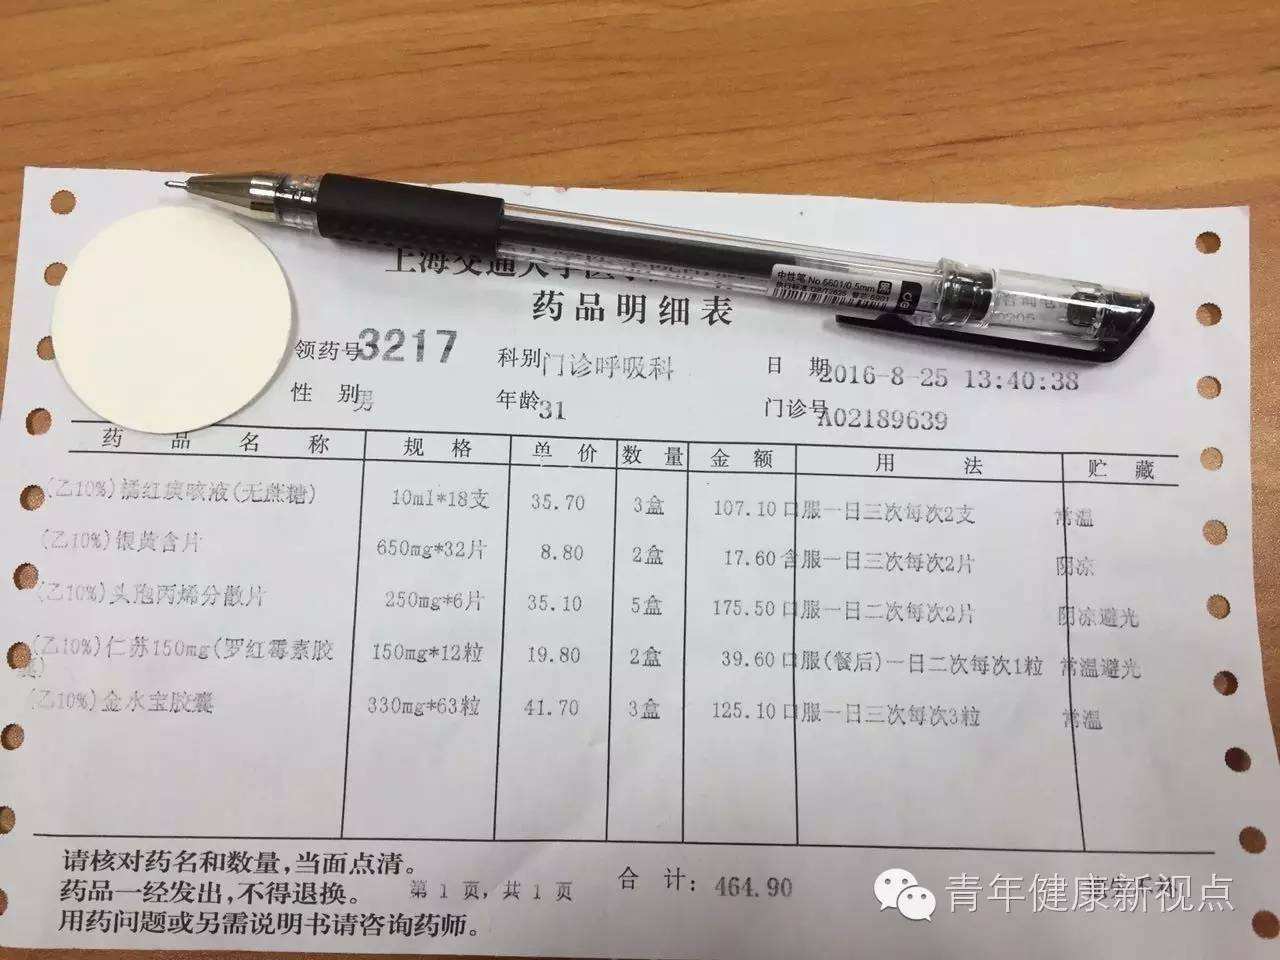 中性笔 No.6601/0.5mm
上海交通大学医学
药品明细表
领药号 3217 科别 门诊呼吸科 日期 2016-8-25 13:40:38
性别 男 年龄 31 门诊号 A02189639
药品名称 规格 单价 数量 金额 用法 贮藏
(乙10%)橘红痰咳液(无蔗糖) 10ml*18支 35.70 3盒 107.10 口服一日三次每次2支 常温
(乙10%)银黄含片 650mg*32片 8.80 2盒 17.60 含服一日三次每次2片 阴凉
(乙10%)头孢丙烯分散片 250mg*6片 35.10 5盒 175.50 口服一日二次每次2片 阴凉避光
(乙10%)仁苏150mg(罗红霉素胶囊) 150mg*12粒 19.80 2盒 39.60 口服(餐后)一日二次每次1粒 常温避光
(乙10%)金水宝胶囊 330mg*63粒 41.70 3盒 125.10 口服一日三次每次3粒 常温
请核对药名和数量,当面点清。
药品一经发出,不得退换。 第 1 页,共 1 页 合计: 464.90
用药问题或另需说明书请咨询药师。
青年健康新视点